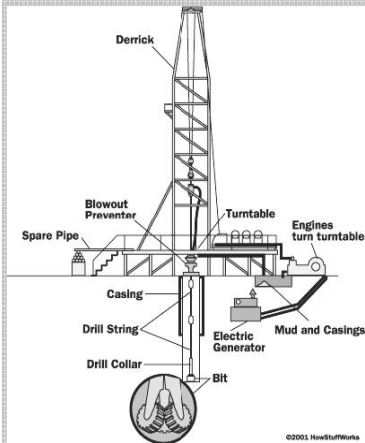 Derrick
Blowout
Preventer
Turntable
Spare Pipe
Engines
turn turntable
Casing
Mud and Casings
Drill String
Electric
Generator
Drill Collar
Bit
©2001 HowStuffWorks